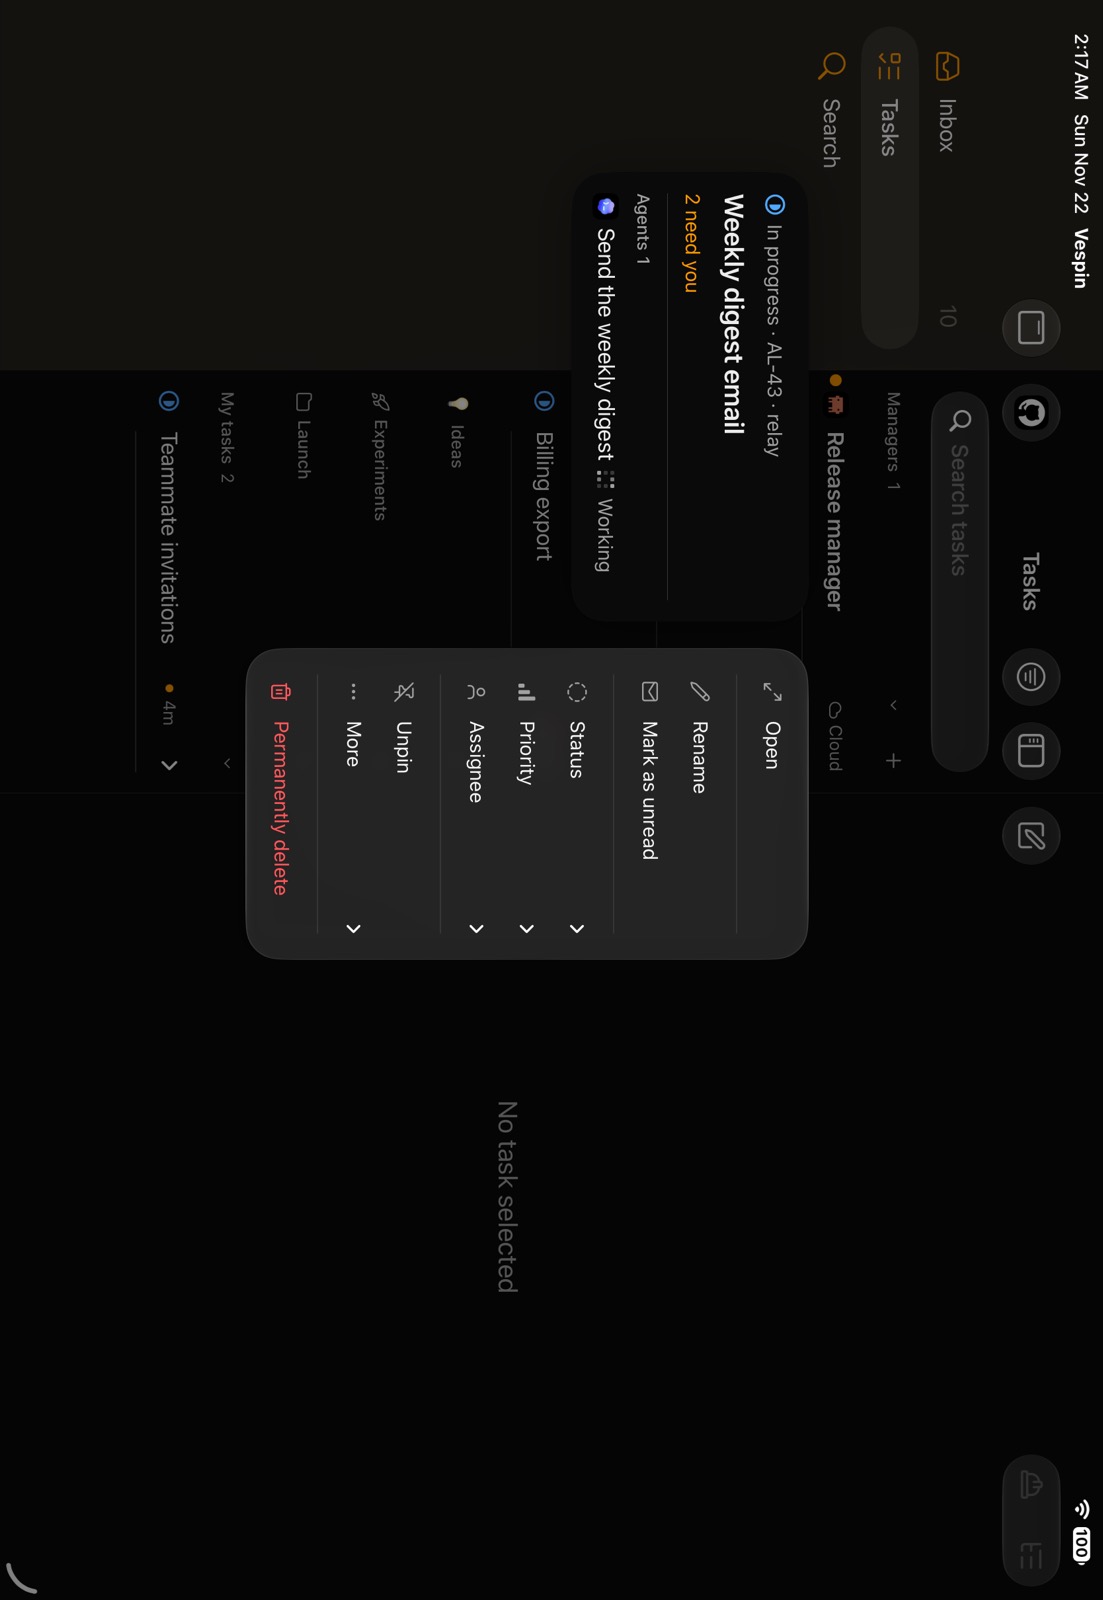 2:17 AM Sun Nov 22 Vespin
100
Tasks
Inbox 10
Tasks
Search
Search tasks
Managers 1
Release manager Cloud
In progress · AL-43 · relay
Weekly digest email
2 need you
Agents 1
Send the weekly digest Working
Open
Rename
Mark as unread
Status
Priority
Assignee
Unpin
More
Permanently delete
Billing export
Ideas
Experiments
Launch
My tasks 2
Teammate invitations 4m
No task selected